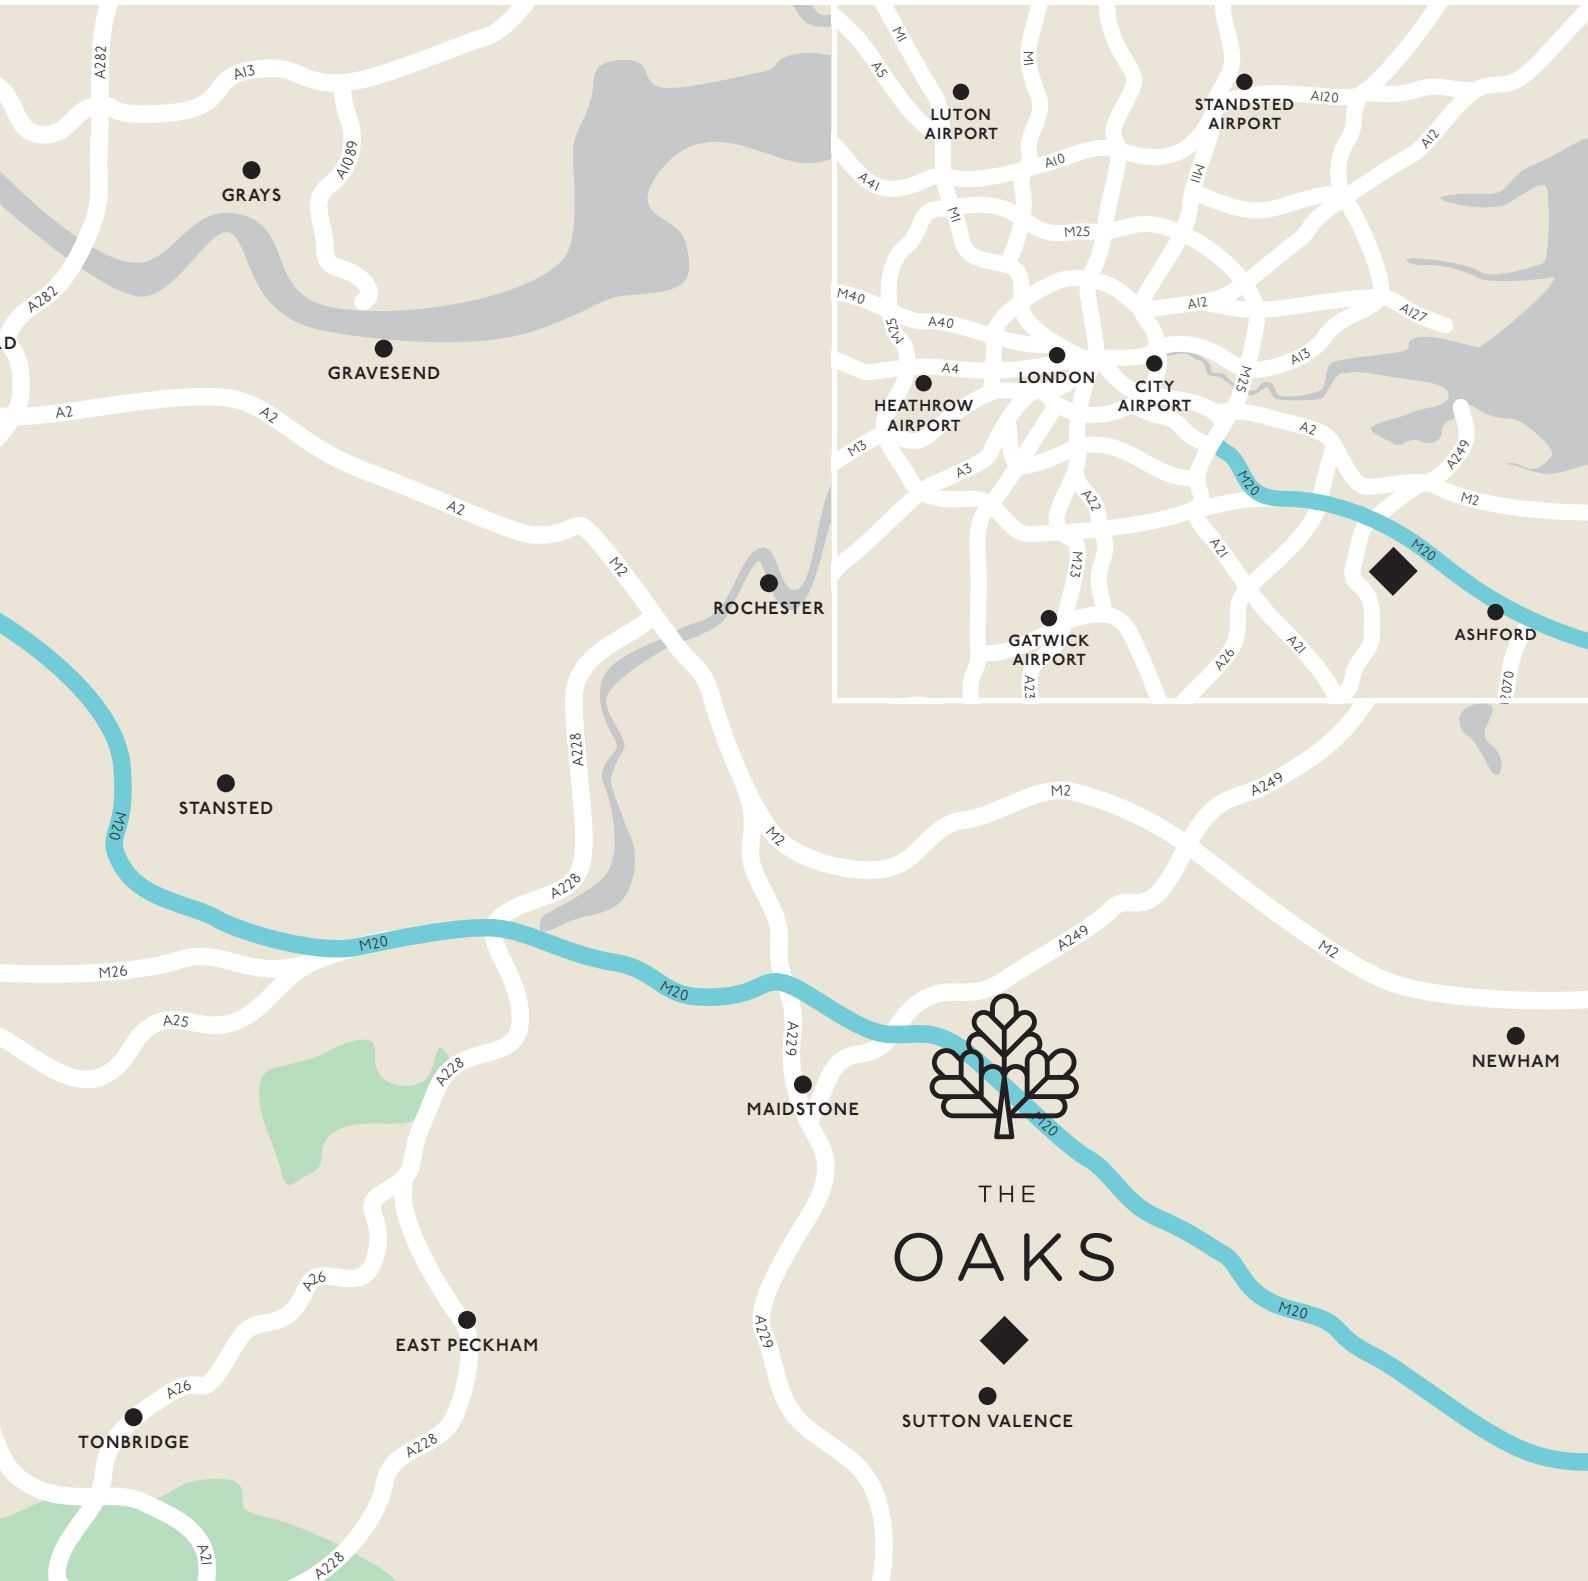 A282
A13
A1089
GRAYS
A282
GRAVESEND
A2
A2
A2
M2
ROCHESTER
A228
STANSTED
M20
A228
M2
M2
A249
M20
M26
A25
M20
A249
M2
A229
A228
MAIDSTONE
M20
NEWHAM
THE
OAKS
A26
EAST PECKHAM
A229
M20
A26
TONBRIDGE
SUTTON VALENCE
A228
A21
A228
M1
A5
M1
LUTON
AIRPORT
STANDSTED
AIRPORT
A120
A12
A41
A10
M11
M1
M25
M40
M25
A40
A12
A127
A4
LONDON
CITY
AIRPORT
A13
M25
HEATHROW
AIRPORT
M3
A3
A2
A249
M20
M2
A22
A21
M23
M20
GATWICK
AIRPORT
ASHFORD
A23
A26
A21